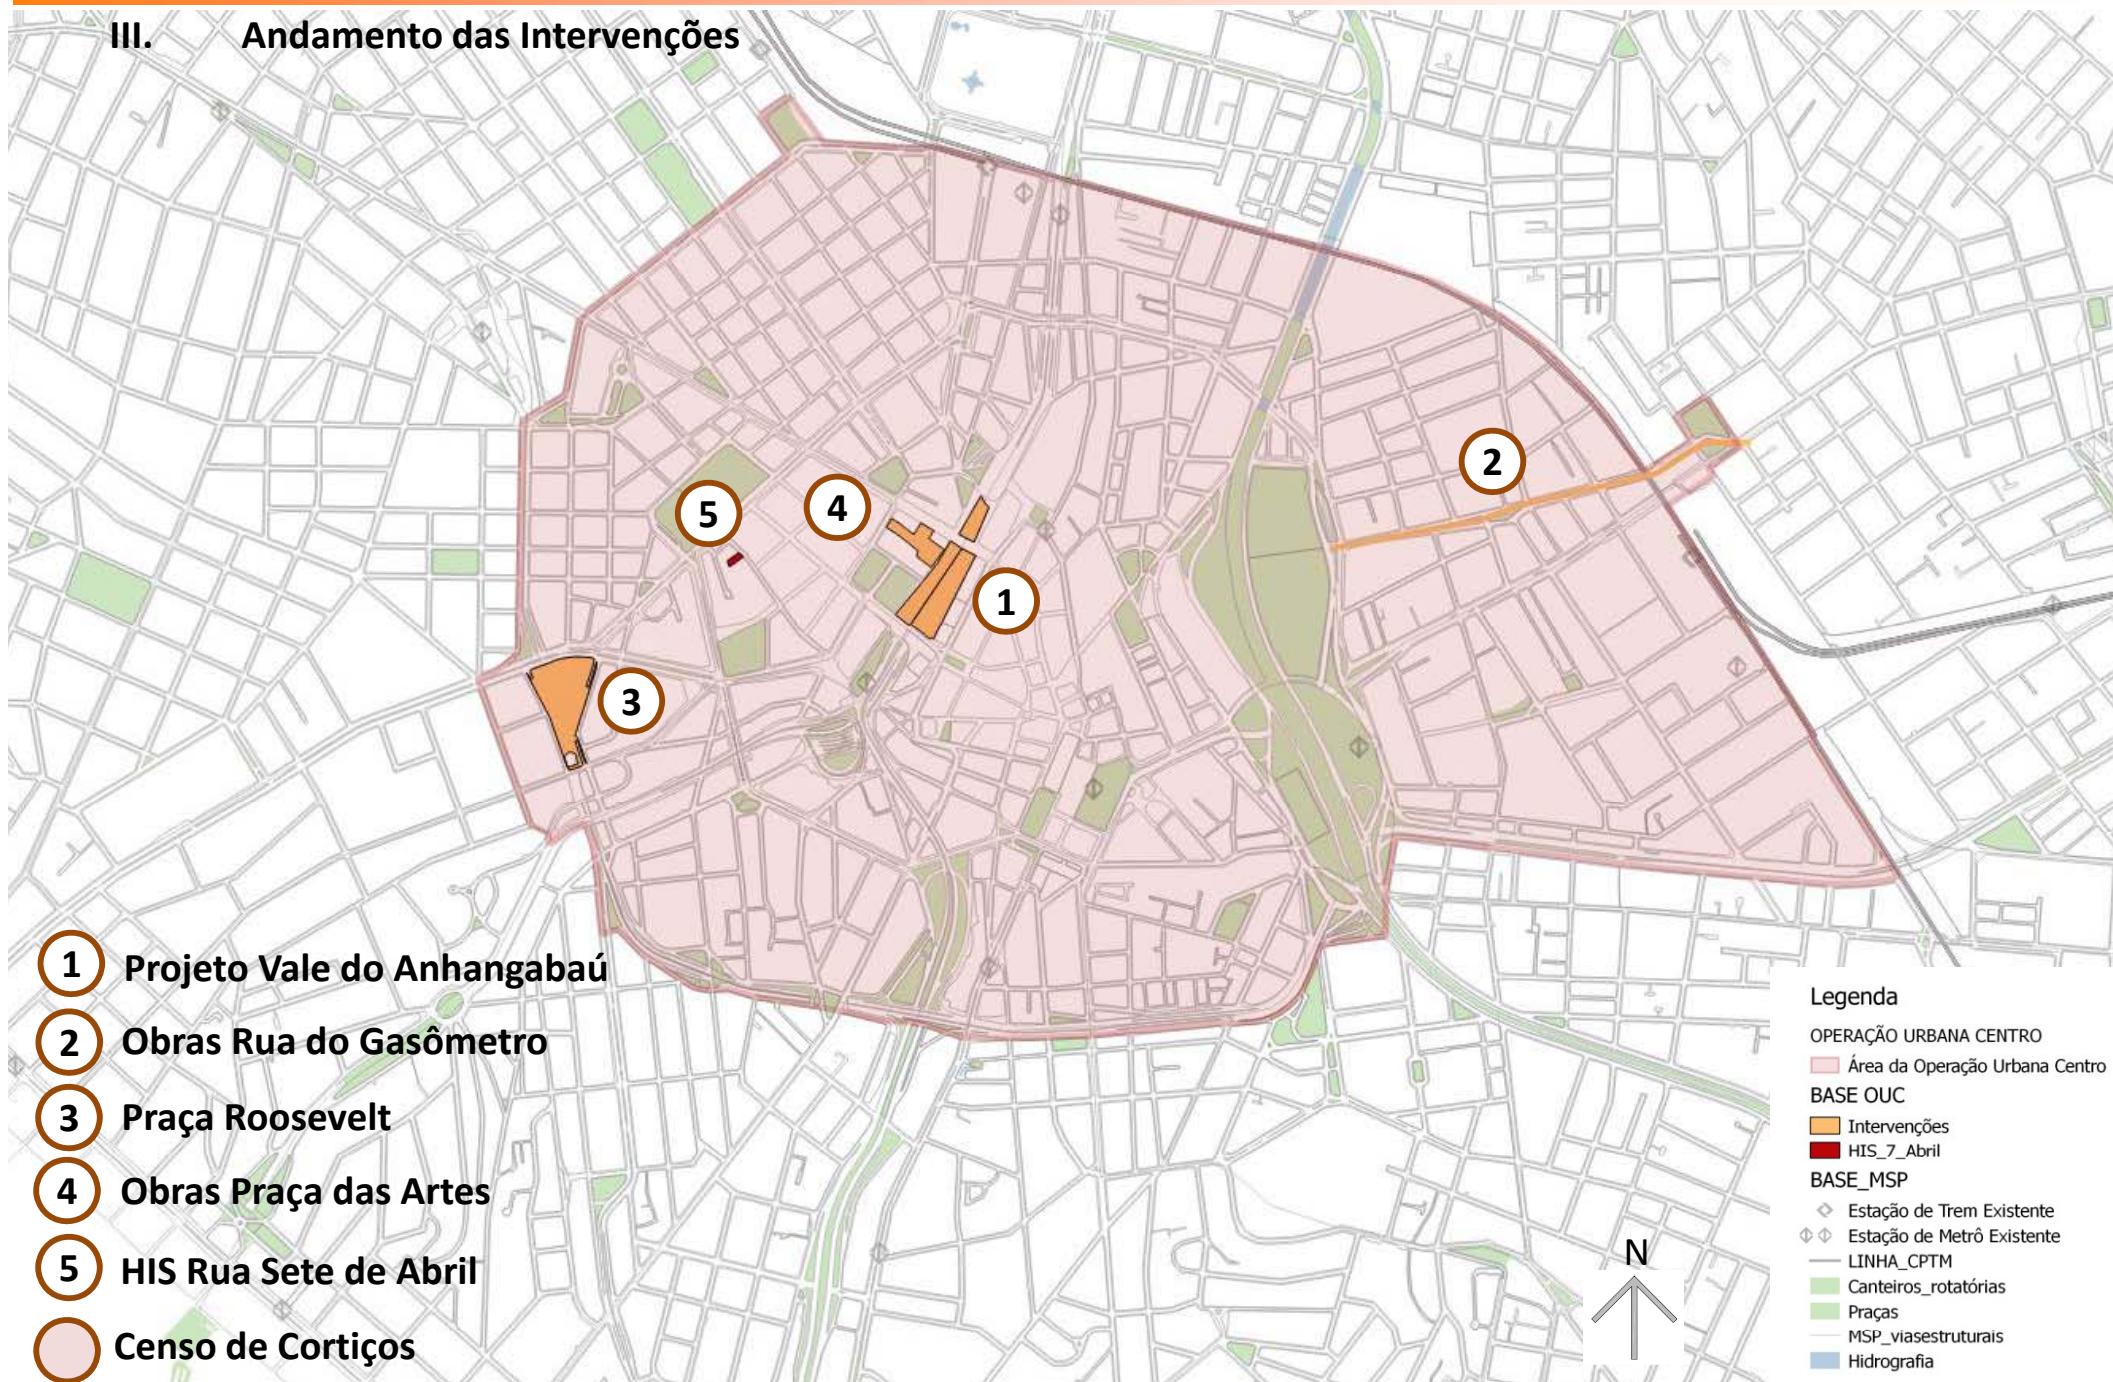 III. Andamento das Intervenções
5
4
2
1
3
1 Projeto Vale do Anhangabaú
2 Obras Rua do Gasômetro
3 Praça Roosevelt
4 Obras Praça das Artes
5 HIS Rua Sete de Abril
Censo de Cortiços
N
Legenda
OPERAÇÃO URBANA CENTRO
Área da Operação Urbana Centro
BASE OUC
Intervenções
HIS_7_Abril
BASE_MSP
Estação de Trem Existente
Estação de Metrô Existente
LINHA_CPTM
Canteiros_rotatórias
Praças
MSP_viasestruturais
Hidrografia